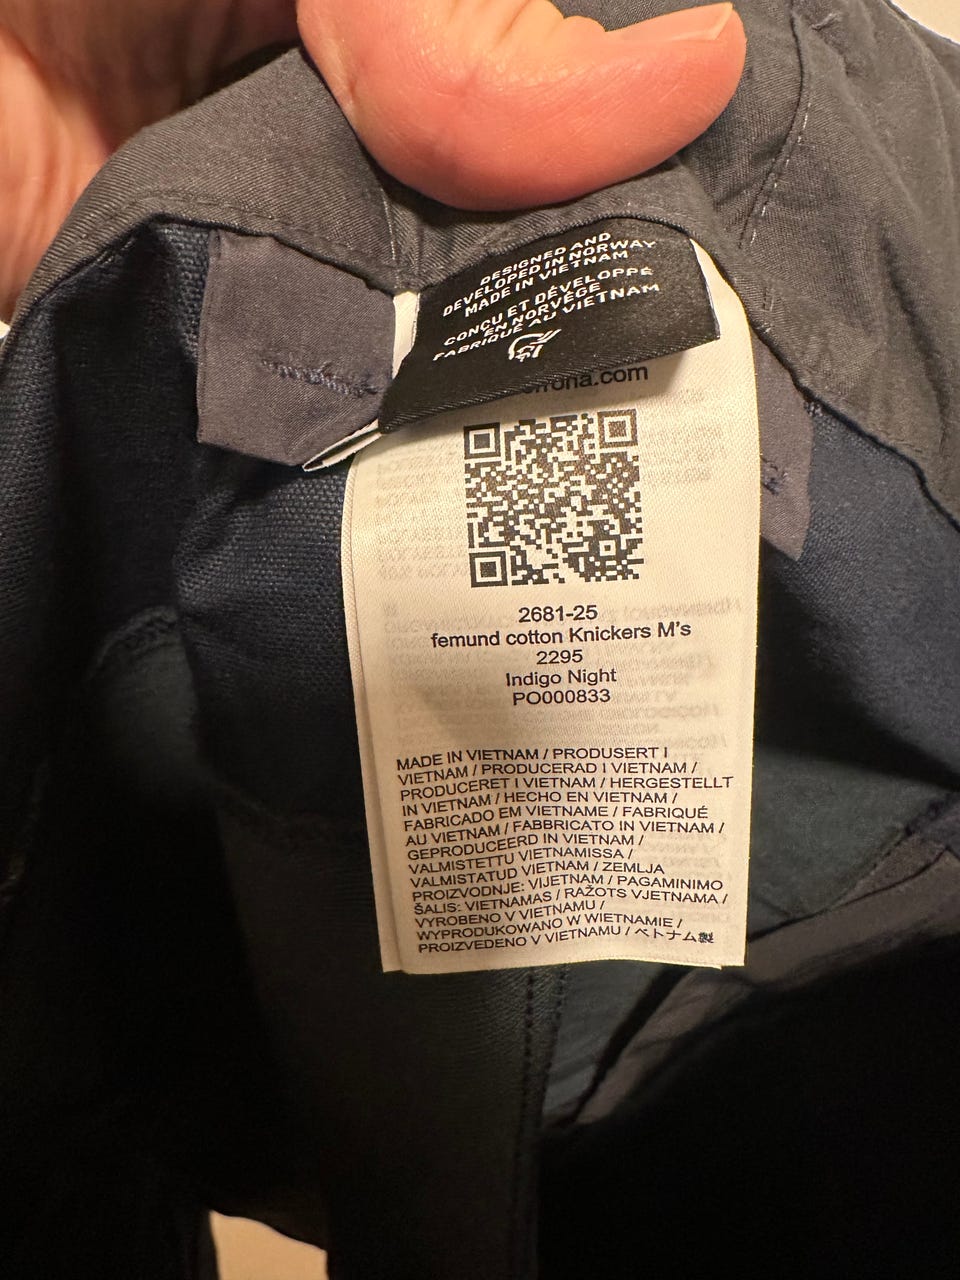 DESIGNED AND
DEVELOPED IN NORWAY
MADE IN VIETNAM
CONÇU ET DÉVELOPPÉ
EN NORVÈGE
FABRIQUÉ AU VIETNAM
2681-25
femund cotton Knickers M's
2295
Indigo Night
PO000833
MADE IN VIETNAM / PRODUSERT I
VIETNAM / PRODUCERAD I VIETNAM /
PRODUCERET I VIETNAM / HERGESTELLT
IN VIETNAM / HECHO EN VIETNAM /
FABRICADO EM VIETNAME / FABRIQUÉ
AU VIETNAM / FABBRICATO IN VIETNAM /
GEPRODUCEERD IN VIETNAM /
VALMISTETTU VIETNAMISSA /
VALMISTATUD VIETNAM / ZEMLJA
PROIZVODNJE: VIJETNAM / PAGAMINIMO
ŠALIS: VIETNAMAS / RAŽOTS VJETNAMA /
VYROBENO V VIETNAMU /
WYPRODUKOWANO W WIETNAMIE /
PROIZVEDENO V VIETNAMU / ベトナム製